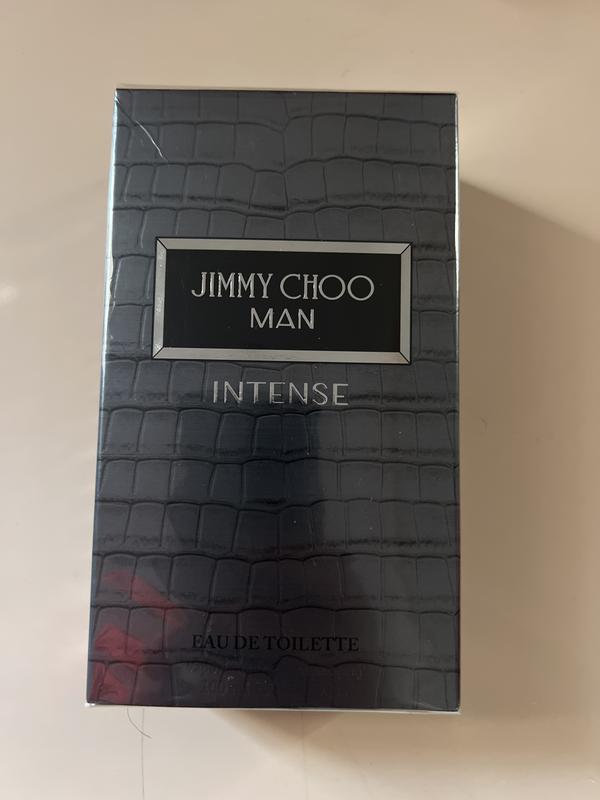 JIMMY CHOO
MAN
INTENSE
EAU DE TOILETTE